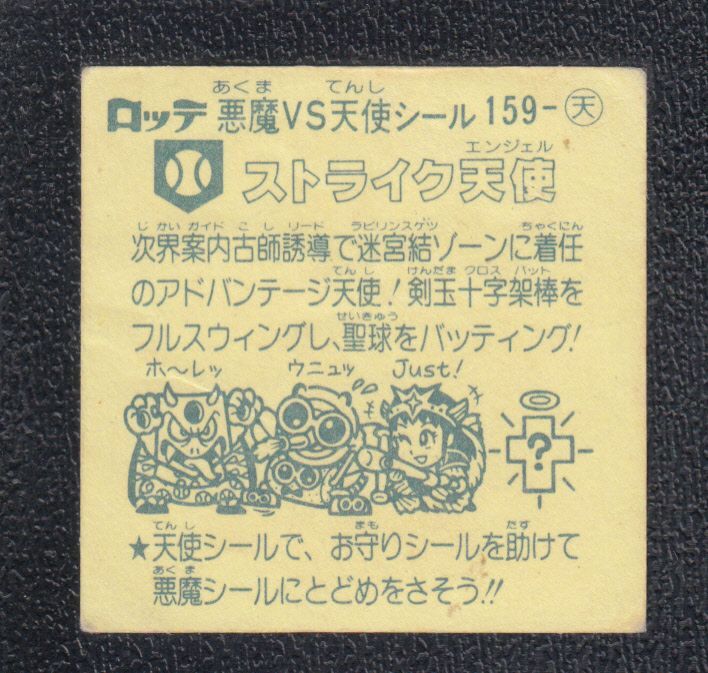 あくま てんし
ロッテ 悪魔VS天使シール 159-天
エンジェル
ストライク天使
じかいガイドこしリード ラビリンスゲツ ちゃくにん
次界案内古師誘導で迷宮結ゾーンに着任
てんし けんだまクロス バット
のアドバンテージ天使!剣玉十字架棒を
せいきゅう
フルスウィングし、聖球をバッティング!
ホ〜レッ ウニュッ Just!
?
てんし まも たす
★天使シールで、お守りシールを助けて
あくま
悪魔シールにとどめをさそう!!